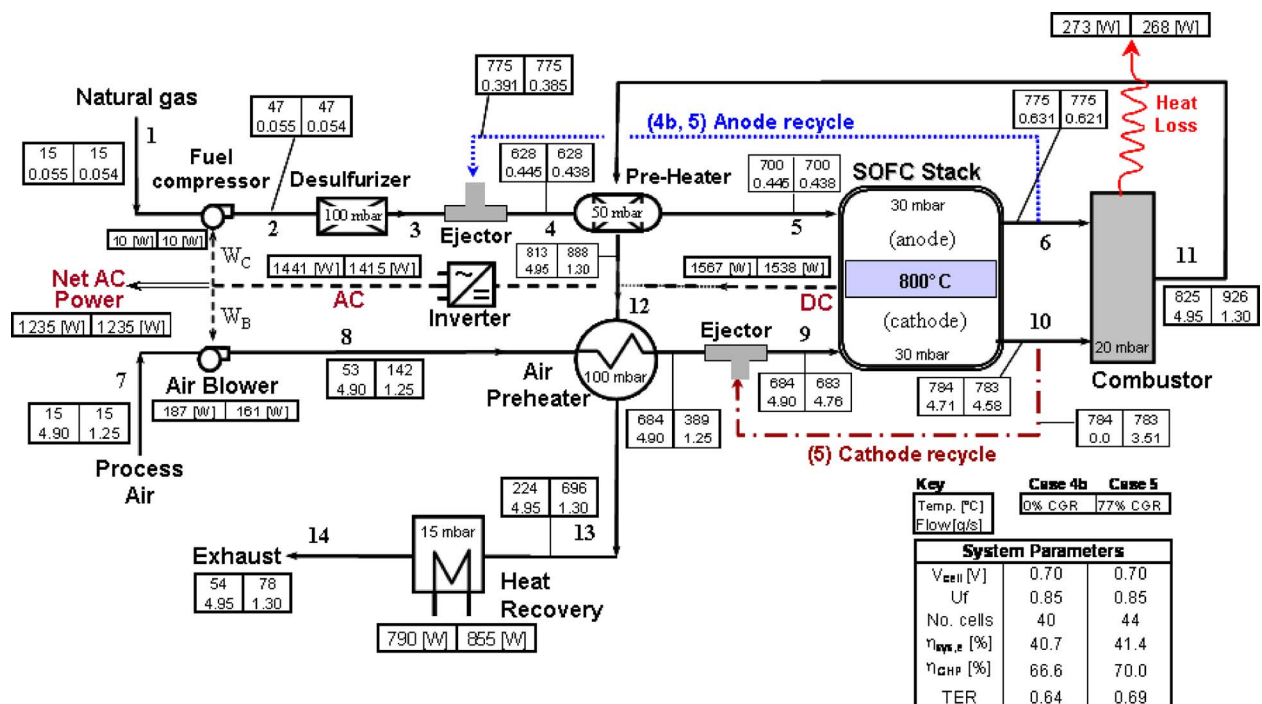 273 [W] 268 [W]
Heat
Loss
775 775
0.391 0.385
775 775
0.631 0.621
Natural gas
47 47
0.055 0.054
1
15 15
0.055 0.054
(4b, 5) Anode recycle
Fuel
compressor
Desulfurizer
100 mbar
628 628
0.445 0.438
Pre-Heater
50 mbar
700 700
0.445 0.438
SOFC Stack
30 mbar
(anode)
800°C
(cathode)
30 mbar
2
3
Ejector
4
5
6
11
10 [W] 10 [W]
W_C
1441 [W] 1415 [W]
813 888
4.95 1.30
1567 [W] 1538 [W]
825 926
4.95 1.30
Net AC
Power
1235 [W] 1235 [W]
AC
Inverter
DC
W_B
12
Ejector
9
10
20 mbar
Combustor
7
8
Air Blower
187 [W] 161 [W]
53 142
4.90 1.25
Air
Preheater
100 mbar
684 683
4.90 4.76
784 783
4.71 4.58
15 15
4.90 1.25
Process
Air
684 389
4.90 1.25
784 783
0.0 3.51
(5) Cathode recycle
224 696
4.95 1.30
13
14
Exhaust
54 78
4.95 1.30
15 mbar
Heat
Recovery
790 [W] 855 [W]
Key Case 4b Case 5
Temp. [°C]
Flow[g/s]
0% CGR 77% CGR
System Parameters
Vcell [V] 0.70 0.70
Uf 0.85 0.85
No. cells 40 44
ηsys,e [%] 40.7 41.4
ηCHP [%] 66.6 70.0
TER 0.64 0.69